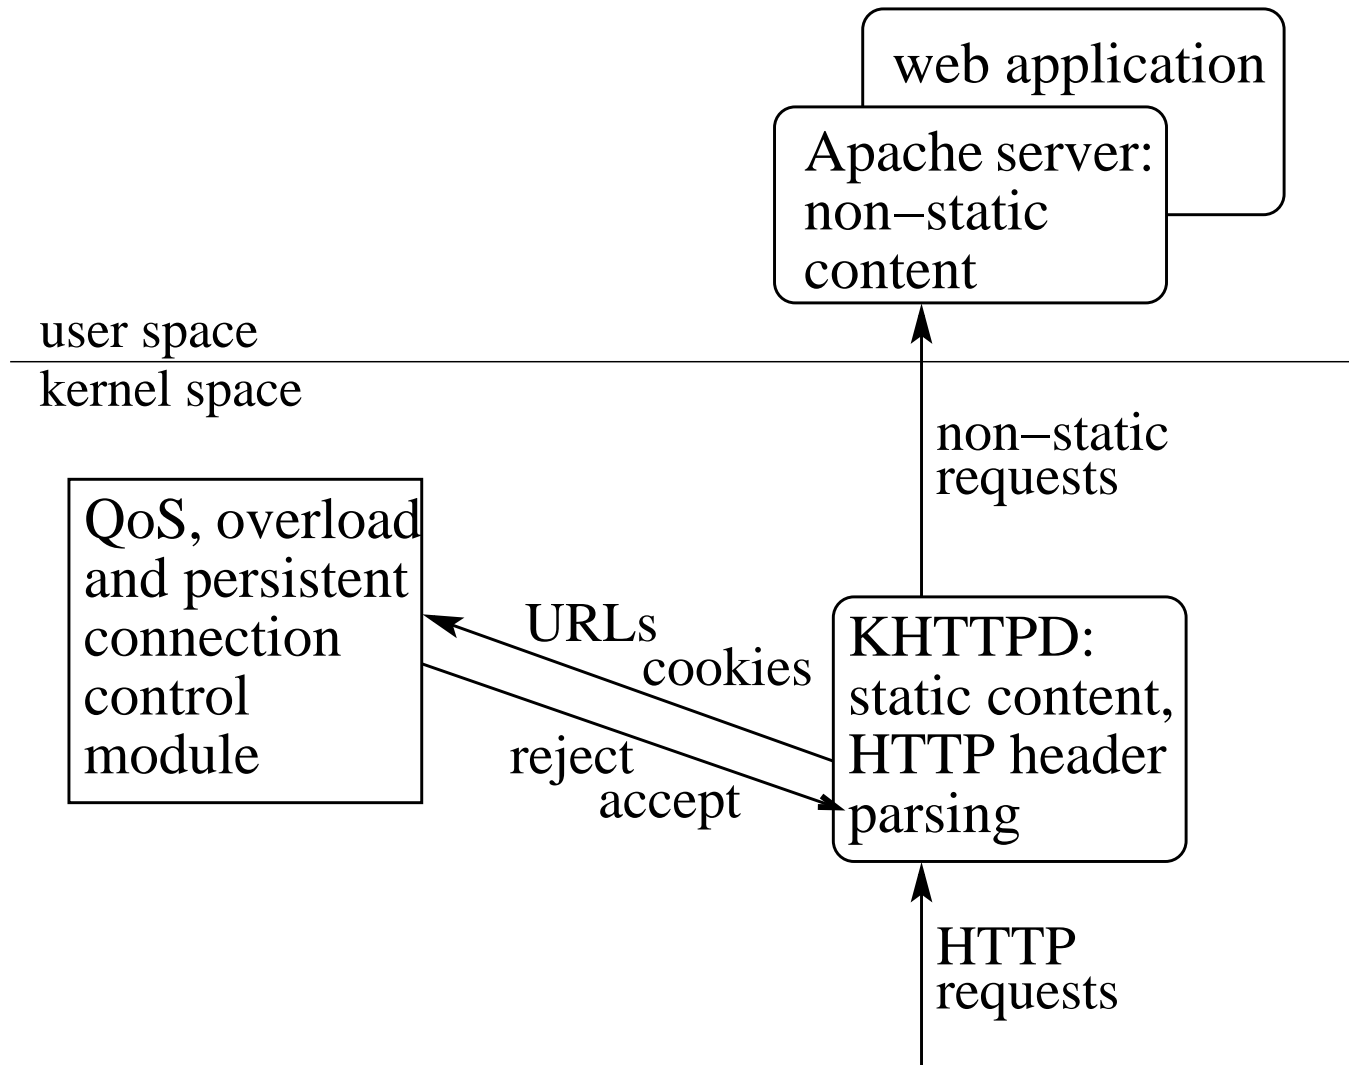 web application
Apache server:
non−static
content
user space
kernel space
non−static
requests
QoS, overload
and persistent
connection
control
module
URLs
cookies
reject
accept
KHTTPD:
static content,
HTTP header
parsing
HTTP
requests